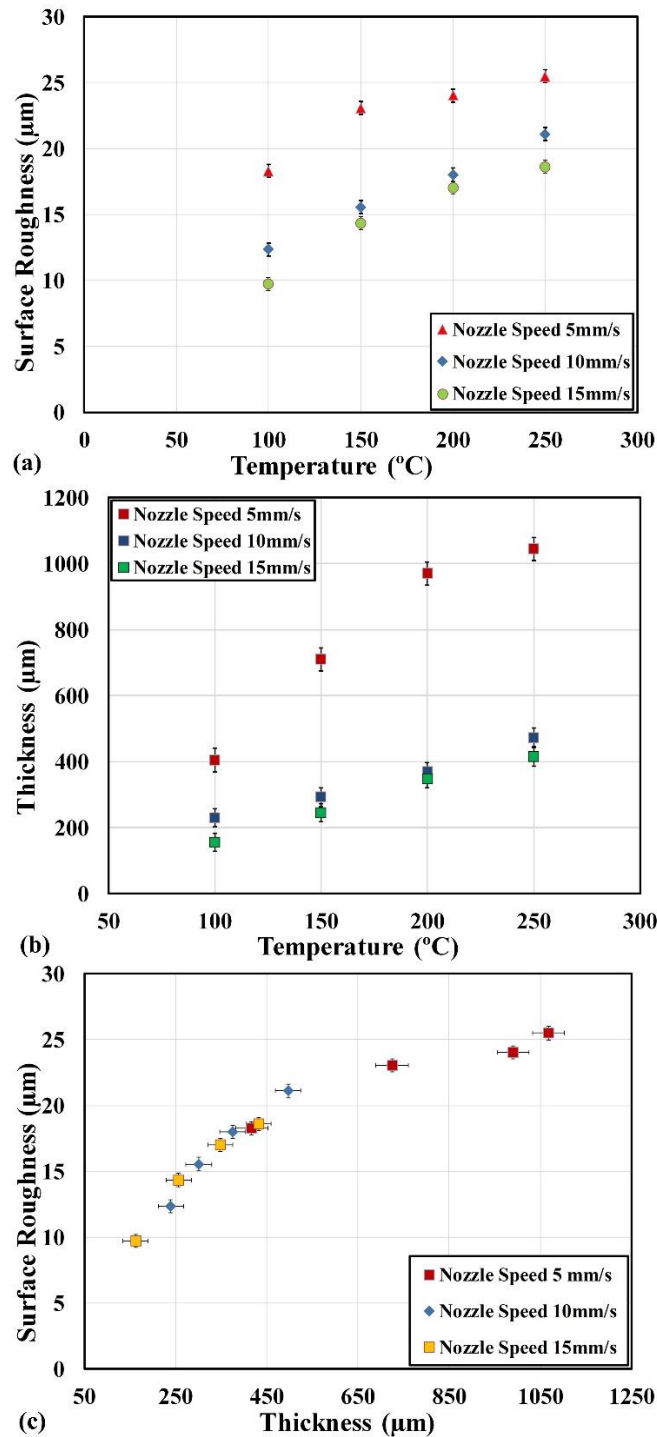 30
25
20
15
10
5
0
Surface Roughness (µm)
Nozzle Speed 5mm/s
Nozzle Speed 10mm/s
Nozzle Speed 15mm/s
0 50 100 150 200 250 300
(a) Temperature (ºC)
1200
1000
800
600
400
200
0
Thickness (µm)
Nozzle Speed 5mm/s
Nozzle Speed 10mm/s
Nozzle Speed 15mm/s
50 100 150 200 250 300
(b) Temperature (ºC)
30
25
20
15
10
5
0
Surface Roughness (µm)
Nozzle Speed 5 mm/s
Nozzle Speed 10mm/s
Nozzle Speed 15mm/s
50 250 450 650 850 1050 1250
(c) Thickness (µm)